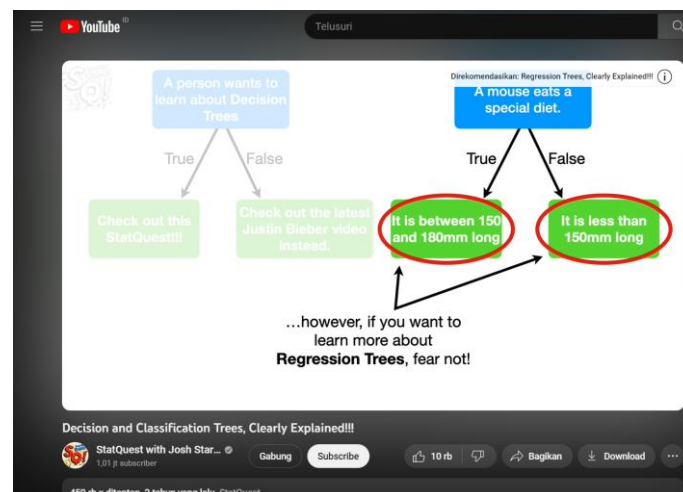 YouTube ID
Telusuri
SQ!
Direkomendasikan: Regression Trees, Clearly Explained!!!
A person wants to
learn about Decision
Trees
A mouse eats a
special diet.
True
False
True
False
Check out this
StatQuest!!!
Check out the latest
Justin Bieber video
instead.
It is between 150
and 180mm long
It is less than
150mm long
...however, if you want to
learn more about
Regression Trees, fear not!
Decision and Classification Trees, Clearly Explained!!!
SQ!
StatQuest with Josh Star...
1,01 jt subscriber
Gabung
Subscribe
10 rb
Bagikan
Download